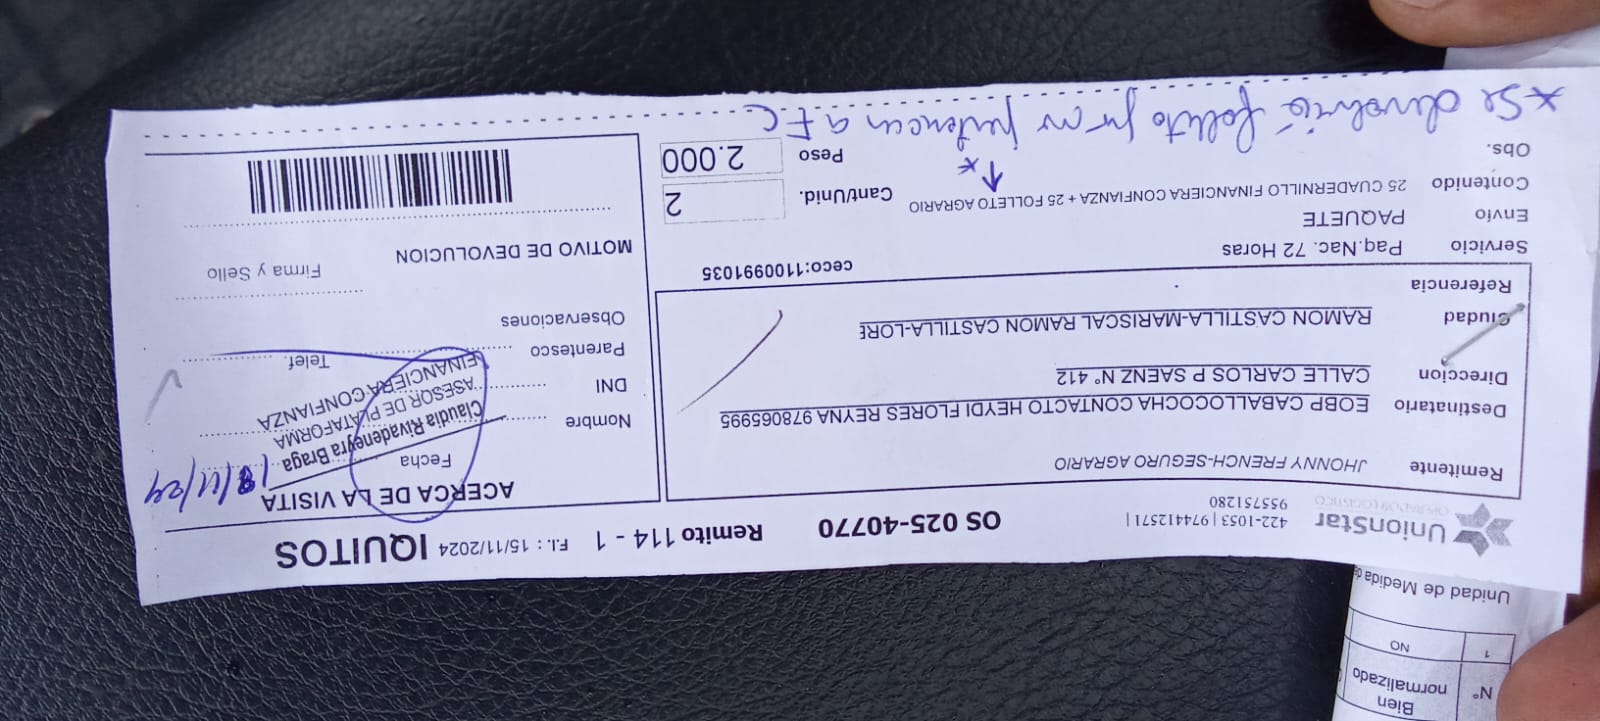 UnionStar
OPERADOR LOGISTICO
422-1053 | 974412571 |
955751280
OS 025-40770
Remito 114 - 1
F.I.: 15/11/2024
IQUITOS
Remitente JHONNY FRENCH-SEGURO AGRARIO
Destinatario EOBP CABALLOCOCHA CONTACTO HEYDI FLORES REYNA 978065995
Direccion CALLE CARLOS P SAENZ N° 412
Ciudad RAMON CASTILLA-MARISCAL RAMON CASTILLA-LORE
Referencia
Servicio Paq.Nac. 72 Horas
ceco:1100991035
Envio PAQUETE
Contenido 25 CUADERNILLO FINANCIERA CONFIANZA + 25 FOLLETO AGRARIO
Cant/Unid. 2
Obs.
Peso 2.000
* Se devolvió folleto por no pertenecer a F C.
ACERCA DE LA VISITA
Fecha 18/11/24
Nombre
Claudia Rivadeneyra Braga
ASESOR DE PLATAFORMA
FINANCIERA CONFIANZA
DNI
Parentesco
Telef.
Observaciones
Firma y Sello
MOTIVO DE DEVOLUCION
Unidad de Medida
1 NO
N° Bien normalizado